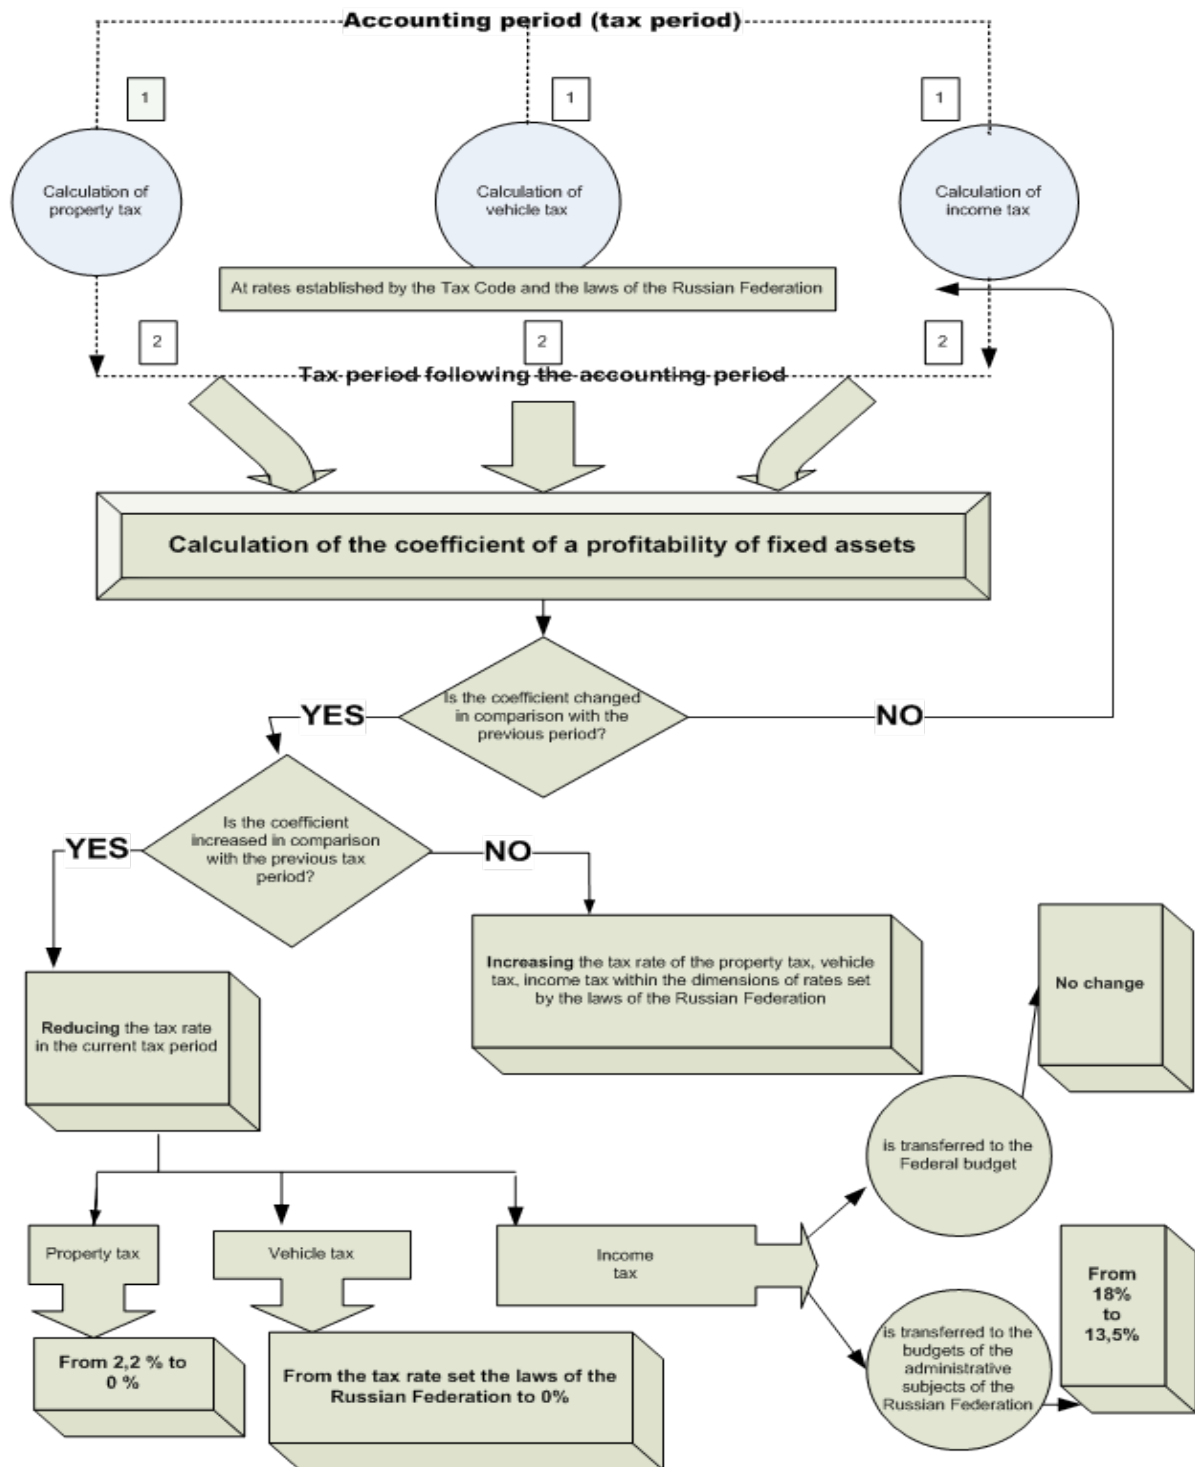 Accounting period (tax period)
1
1
1
Calculation of
property tax
Calculation of
vehicle tax
Calculation of
income tax
At rates established by the Tax Code and the laws of the Russian Federation
2
2
2
Tax period following the accounting period
Calculation of the coefficient of a profitability of fixed assets
Is the coefficient changed
in comparison with the
previous period?
YES
NO
Is the coefficient
increased in comparison
with the previous tax
period?
YES
NO
Increasing the tax rate of the property tax, vehicle
tax, income tax within the dimensions of rates set
by the laws of the Russian Federation
No change
Reducing the tax rate
in the current tax period
is transferred to the
Federal budget
Property tax
Vehicle tax
Income
tax
From
18%
to
13,5%
is transferred to the
budgets of the
administrative
subjects of the
Russian Federation
From 2,2 % to
0 %
From the tax rate set the laws of the
Russian Federation to 0%